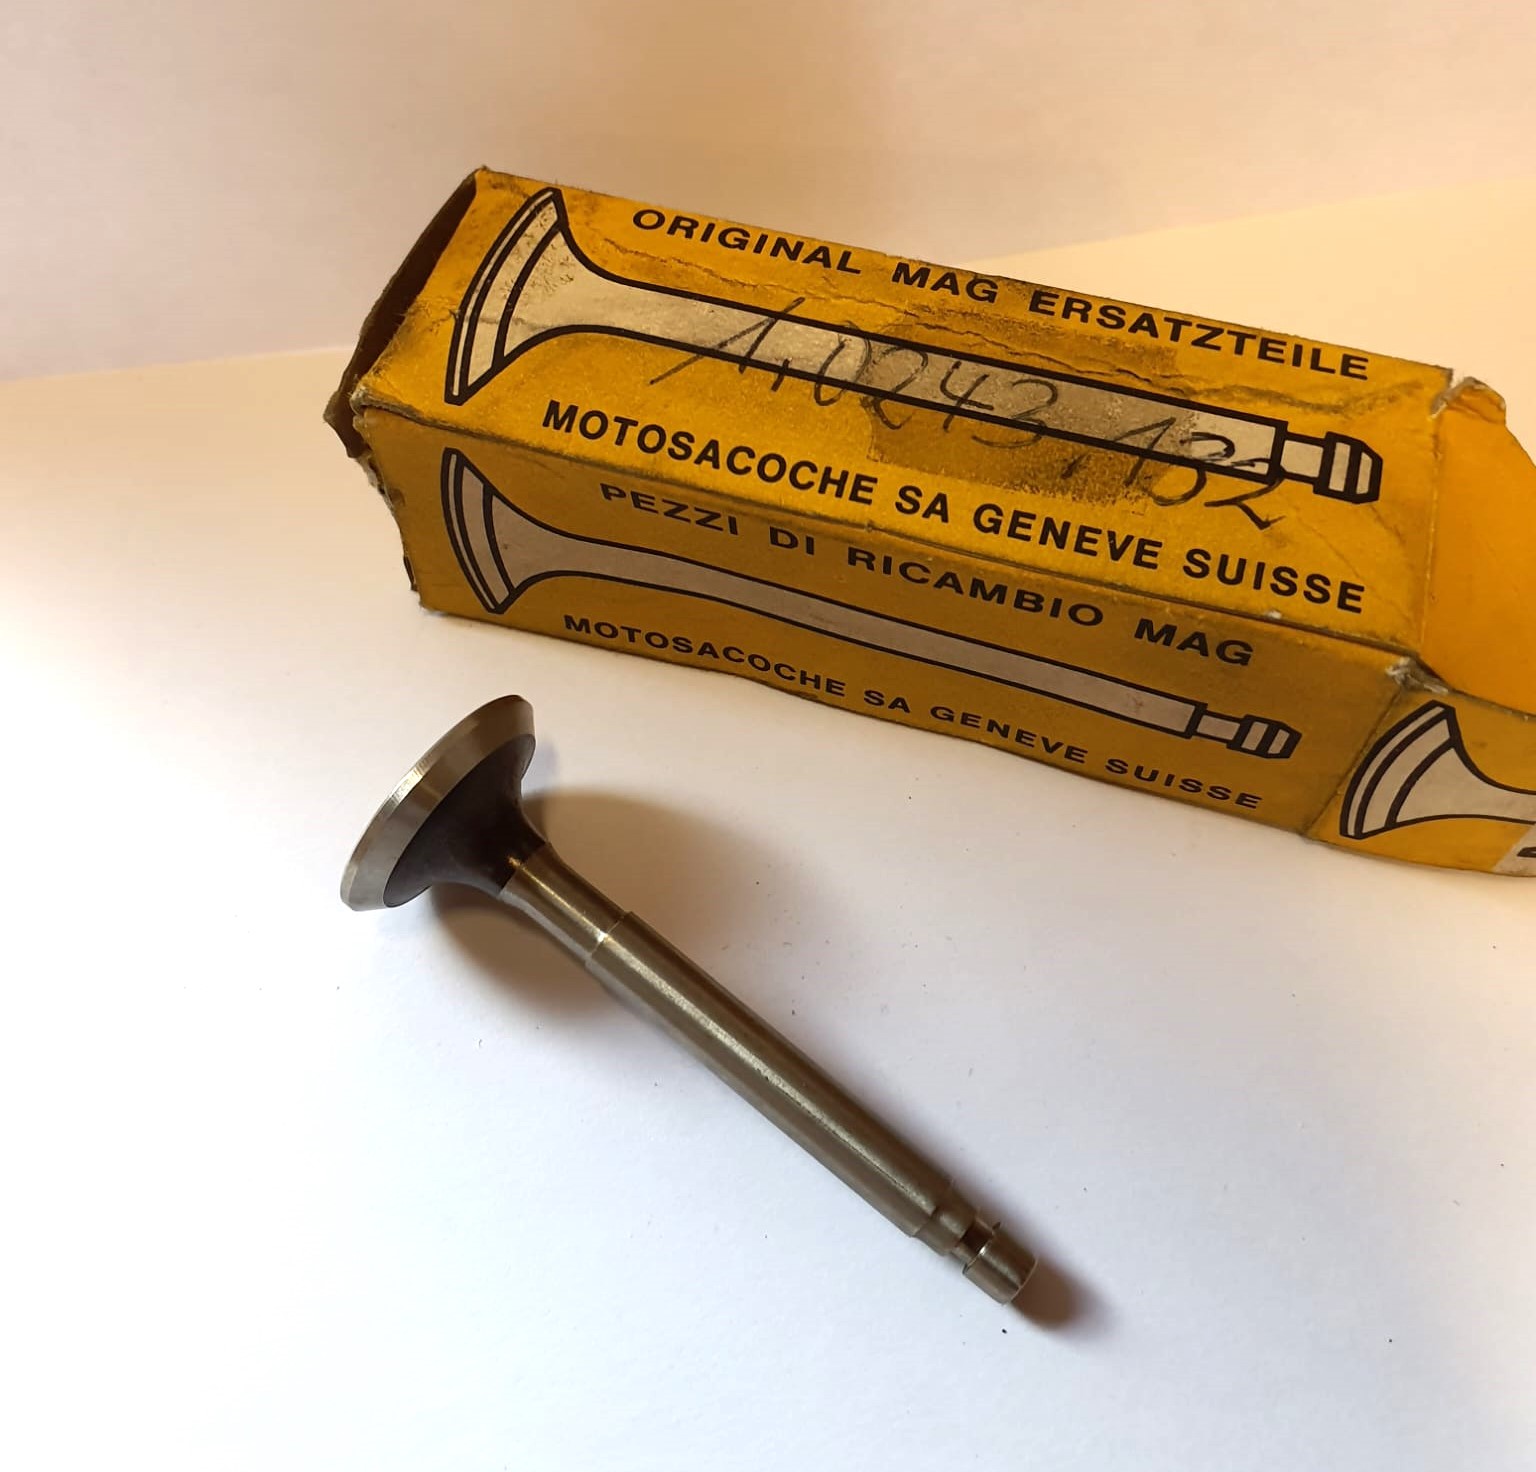 ORIGINAL MAG ERSATZTEILE
1.0243.132
MOTOSACOCHE SA GENEVE SUISSE
PEZZI DI RICAMBIO MAG
MOTOSACOCHE SA GENEVE SUISSE